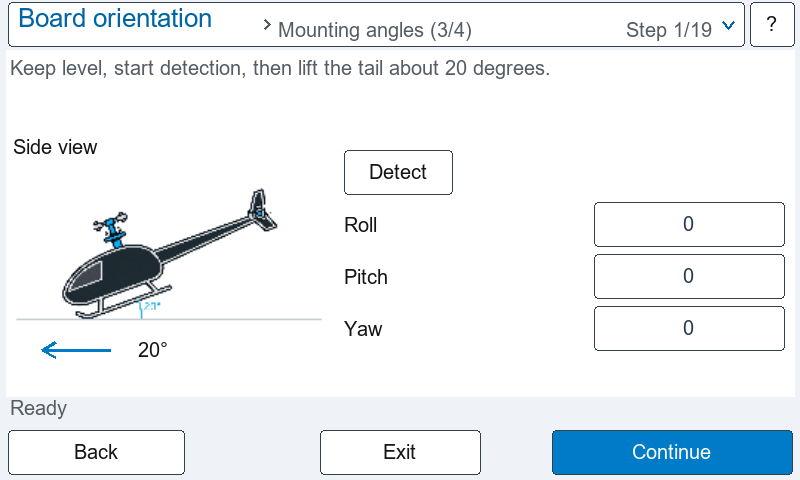 Board orientation
> Mounting angles (3/4)
Step 1/19
?
Keep level, start detection, then lift the tail about 20 degrees.
Side view
Detect
Roll
0
Pitch
0
Yaw
0
20°
20°
Ready
Back
Exit
Continue